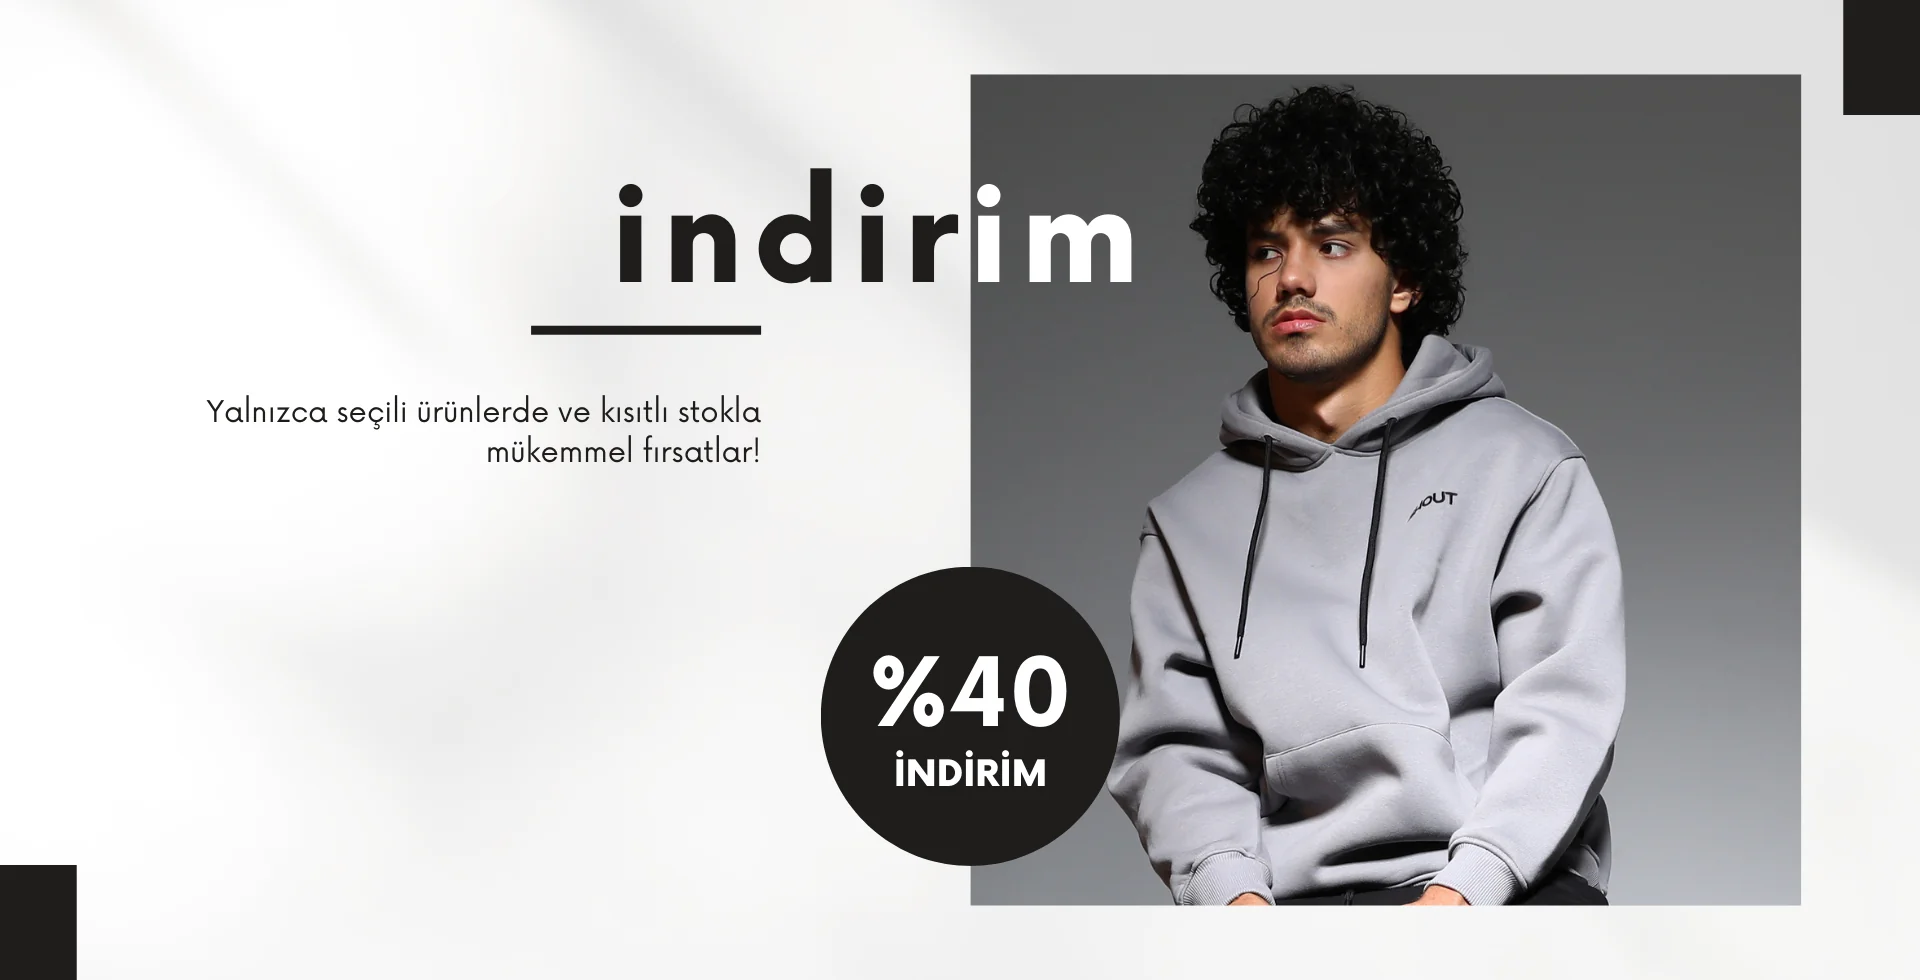 indirim
Yalnızca seçili ürünlerde ve kısıtlı stokla
mükemmel fırsatlar!
%40
İNDİRİM